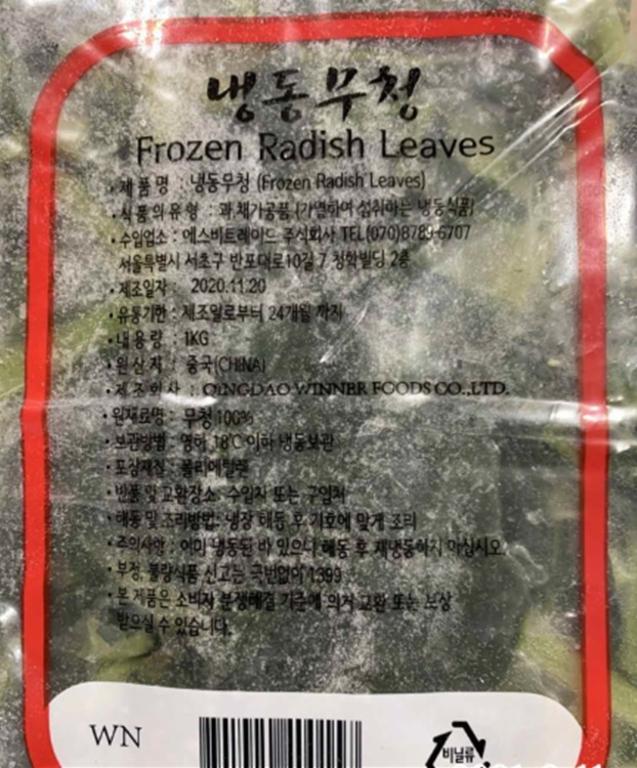 냉동무청
Frozen Radish Leaves
· 제 품 명 : 냉동무청 (Frozen Radish Leaves)
· 식품의유형 : 과.채가공품 (가열하여 섭취하는 냉동식품)
· 수입업소 : 에스비트레이드 주식회사 TEL(070)8789-6707
서울특별시 서초구 반포대로10길 7 청학빌딩 2층
· 제조일자 : 2020.11.20
· 유통기한 : 제조일로부터 24개월 까지
· 내 용 량 : 1KG
· 원 산 지 : 중국(CHINA)
· 제 조 회 사 : QINGDAO WINNER FOODS CO.,LTD.
· 원재료명 : 무청 100%
· 보관방법 : 영하 18℃ 이하 냉동보관
· 포장재질 : 폴리에틸렌
· 반품 및 교환장소: 수입처 또는 구입처
· 해동 및 조리방법: 냉장 해동 후 기호에 맞게 조리
· 주의사항 : 이미 냉동된 바 있으니 해동 후 재냉동하지 마십시오.
· 부정, 불량식품 신고는 국번없이 1399
· 본 제품은 소비자 분쟁해결 기준에 의거 교환 또는 보상
받으실 수 있습니다.
WN
비닐류